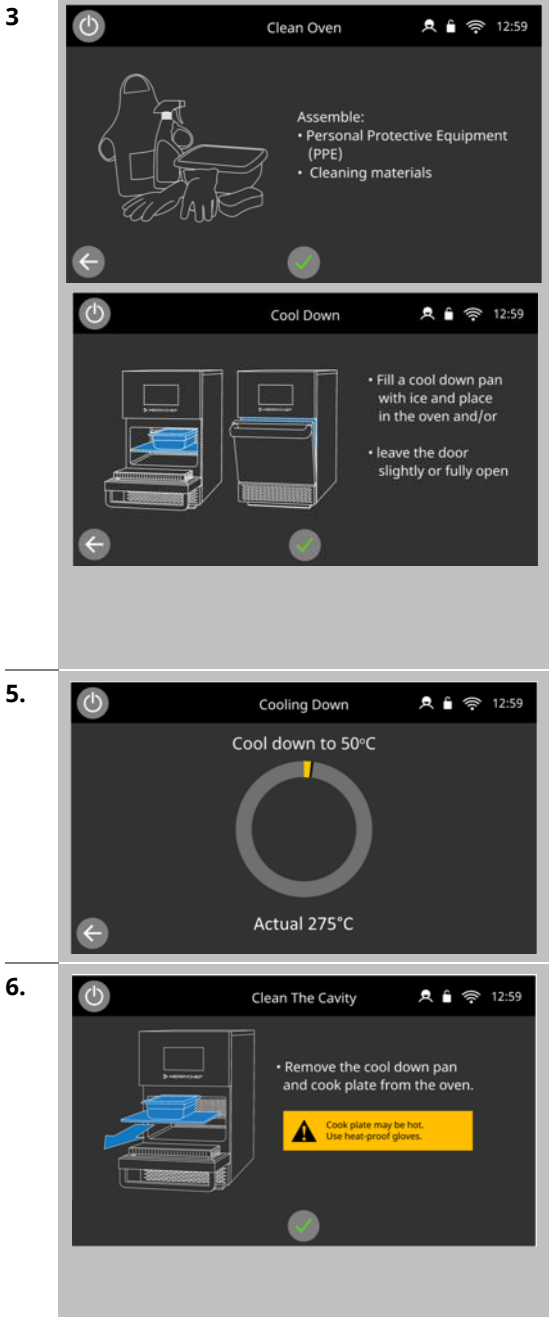 3
Clean Oven
12:59
Assemble:
• Personal Protective Equipment
(PPE)
• Cleaning materials
Cool Down
12:59
MERRYCHEF
MERRYCHEF
• Fill a cool down pan
with ice and place
in the oven and/or
• leave the door
slightly or fully open
5.
Cooling Down
12:59
Cool down to 50°C
Actual 275°C
6.
Clean The Cavity
12:59
MERRYCHEF
• Remove the cool down pan
and cook plate from the oven.
Cook plate may be hot.
Use heat-proof gloves.